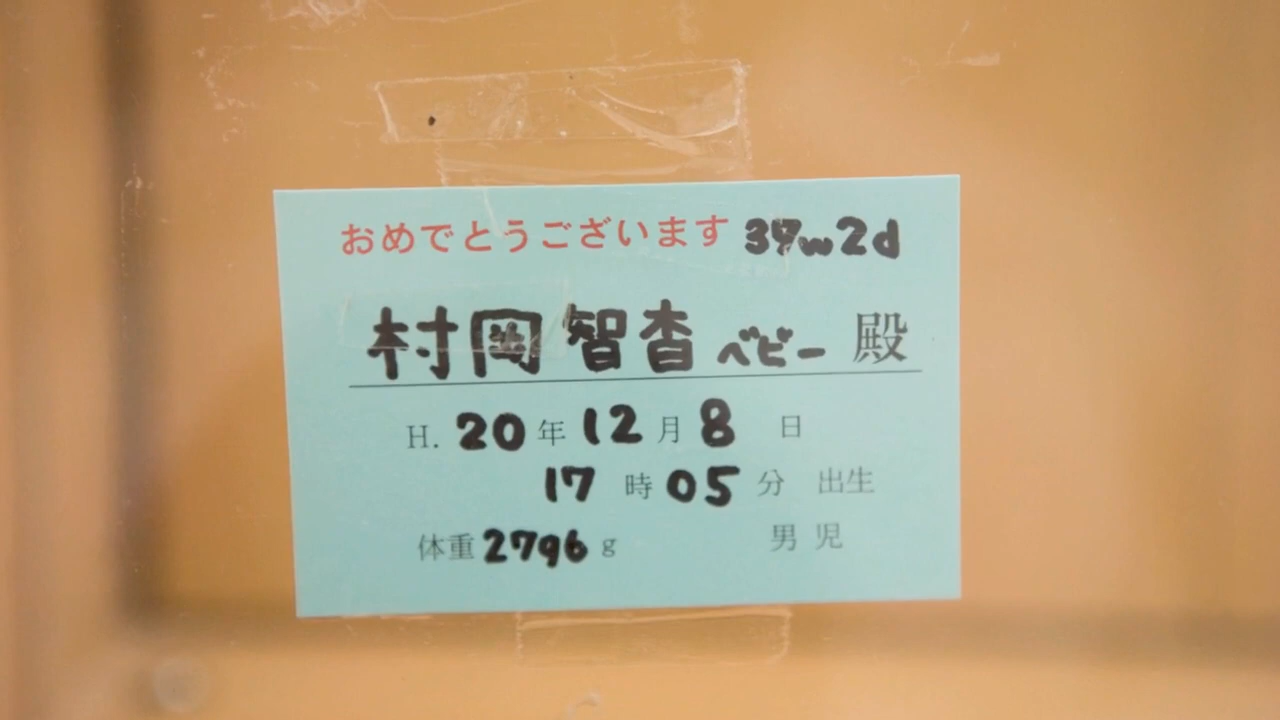 おめでとうございます 39w2d
村岡 智香 ベビー 殿
H. 20 年 12 月 8 日
17 時 05 分 出生
体重 2796 g 男児